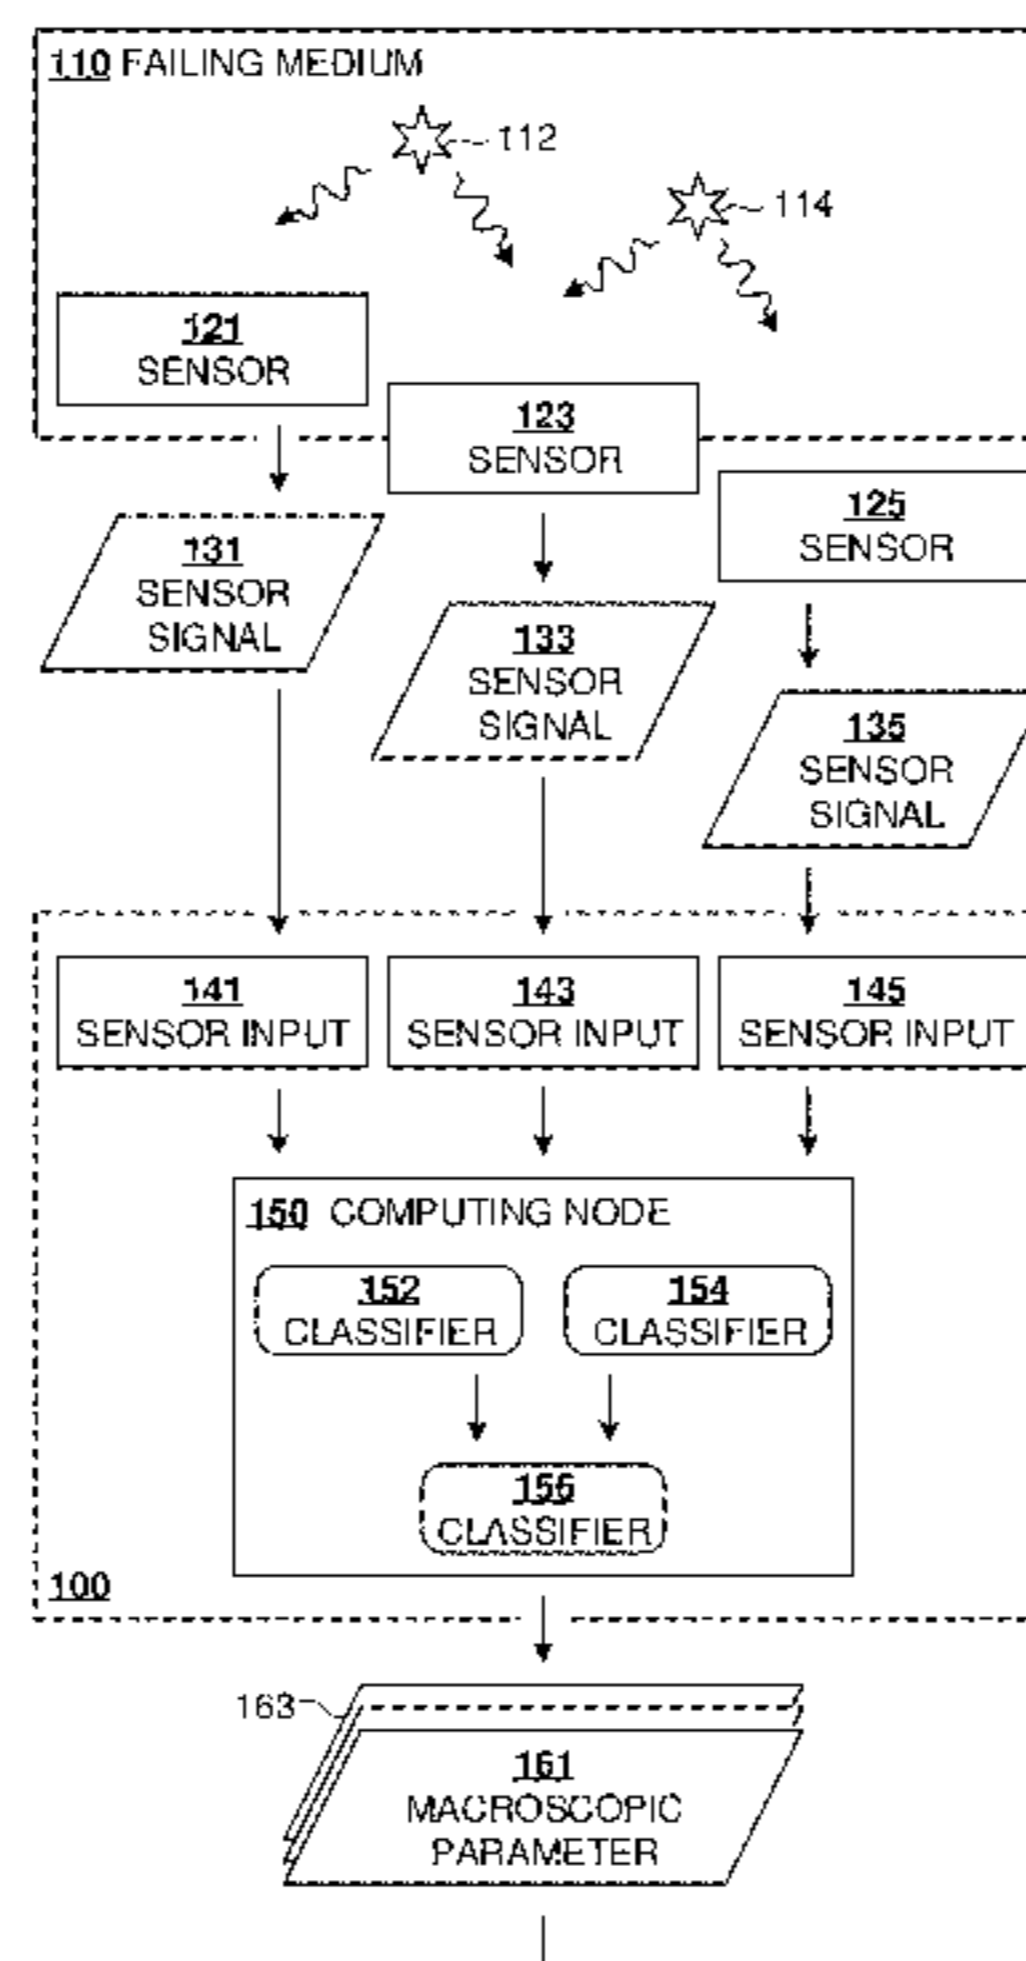 110 FAILING MEDIUM
112
114
121
SENSOR
123
SENSOR
125
SENSOR
131
SENSOR
SIGNAL
133
SENSOR
SIGNAL
135
SENSOR
SIGNAL
141
SENSOR INPUT
143
SENSOR INPUT
145
SENSOR INPUT
150 COMPUTING NODE
152
CLASSIFIER
154
CLASSIFIER
156
CLASSIFIER
100
163
161
MACROSCOPIC
PARAMETER